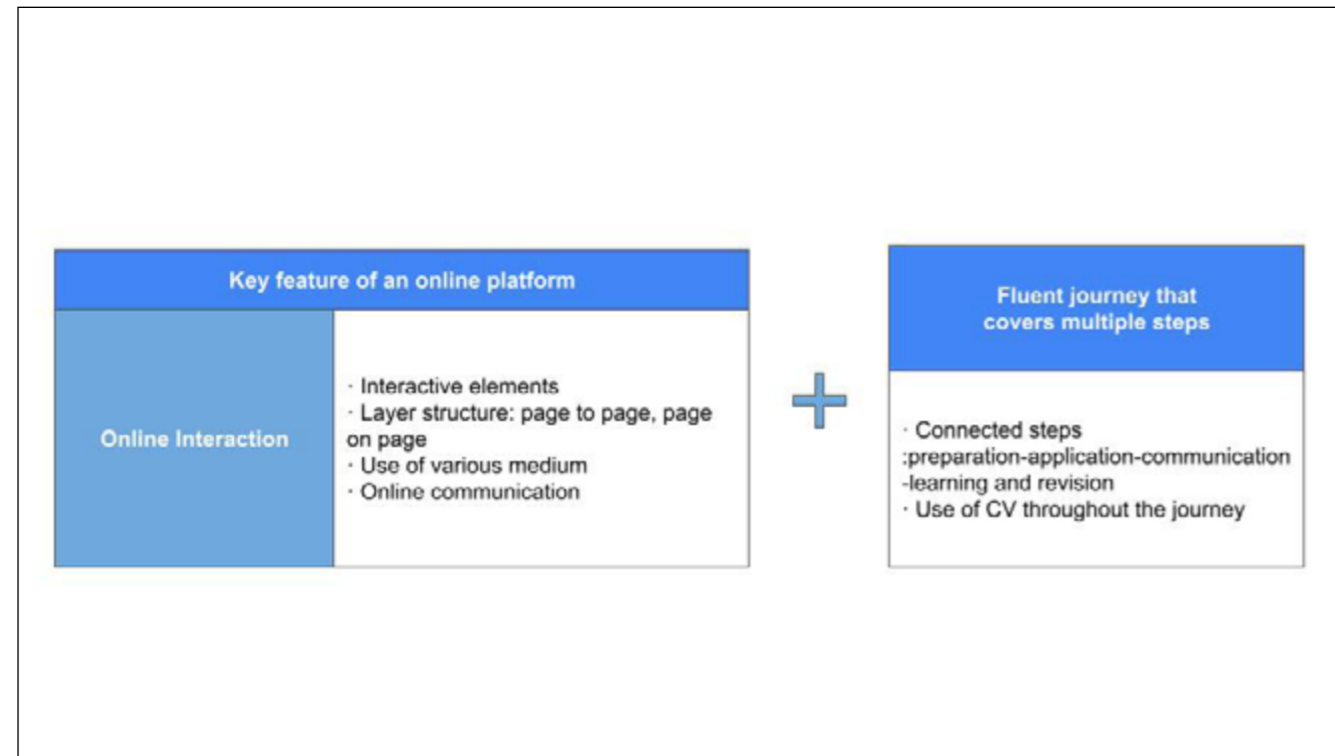 Key feature of an online platform
Online Interaction
· Interactive elements
· Layer structure: page to page, page
on page
· Use of various medium
· Online communication
Fluent journey that
covers multiple steps
· Connected steps
:preparation-application-communication
-learning and revision
· Use of CV throughout the journey